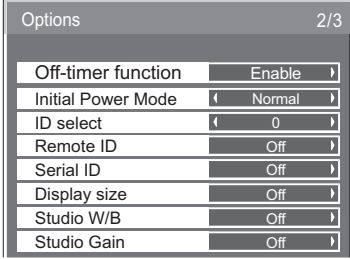 Options 2/3
Off-timer function Enable
Initial Power Mode Normal
ID select 0
Remote ID Off
Serial ID Off
Display size Off
Studio W/B Off
Studio Gain Off